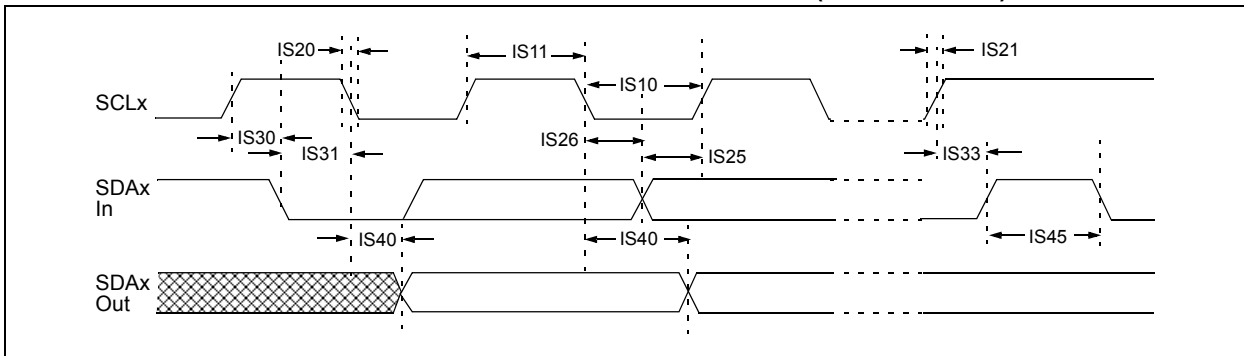 IS20
IS11
IS21
IS10
SCLx
IS30
IS26
IS31
IS25
IS33
SDAx
In
IS40
IS40
IS45
SDAx
Out